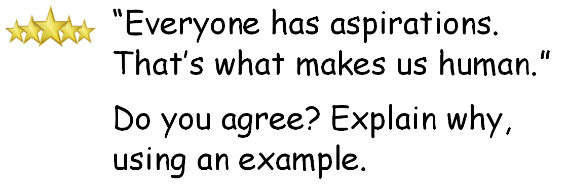 “Everyone has aspirations.
That’s what makes us human.”
Do you agree? Explain why,
using an example.